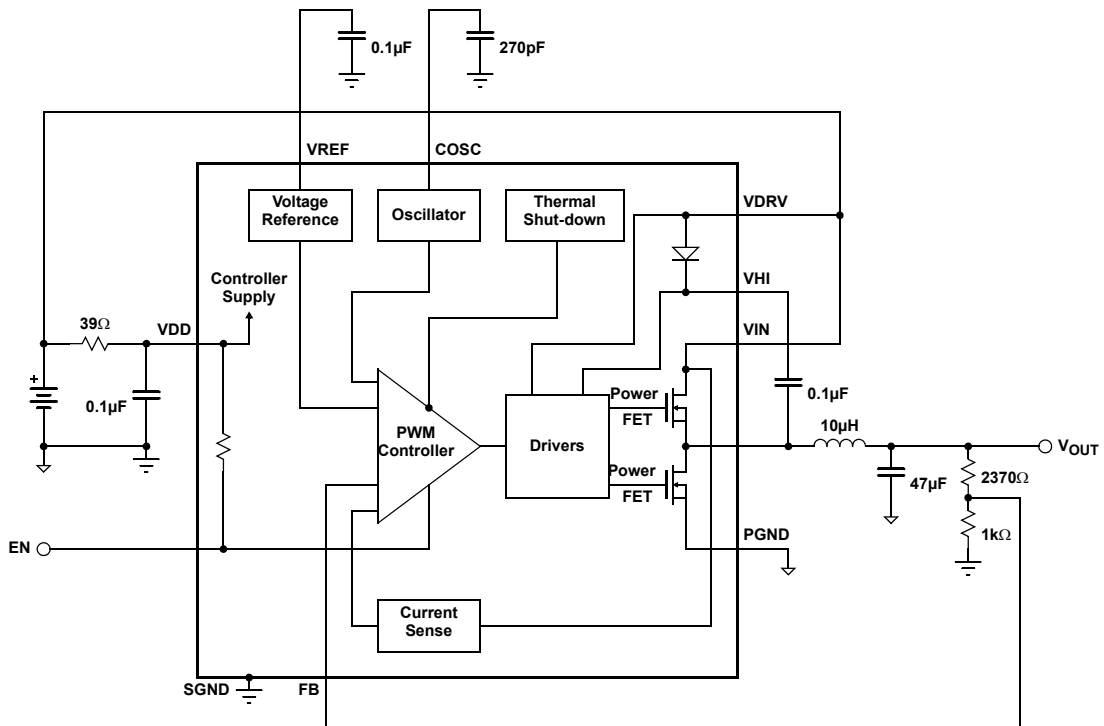 0.1µF
270pF
VREF
COSC
Voltage
Reference
Oscillator
Thermal
Shut-down
VDRV
Controller
Supply
VHI
39Ω
VDD
VIN
+
0.1µF
0.1µF
PWM
Controller
Drivers
Power
FET
Power
FET
10µH
VOUT
47µF
2370Ω
1kΩ
PGND
EN
Current
Sense
SGND
FB